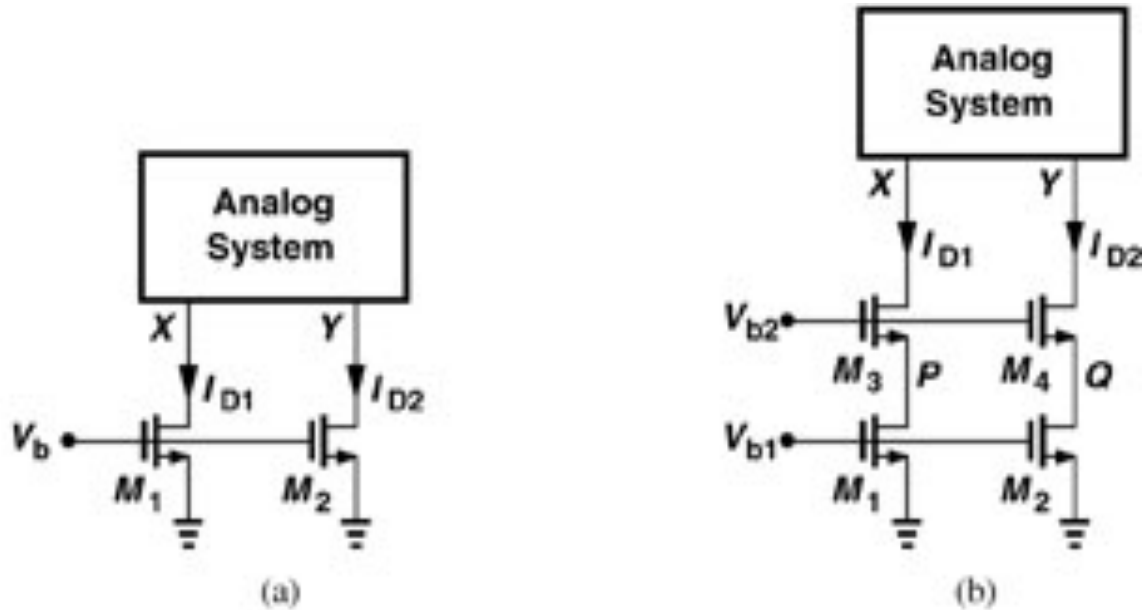 Analog
System
X Y
I D1 I D2
V b
M 1 M 2
(a)
Analog
System
X Y
I D1 I D2
V b2
M 3 P M 4 Q
V b1
M 1 M 2
(b)